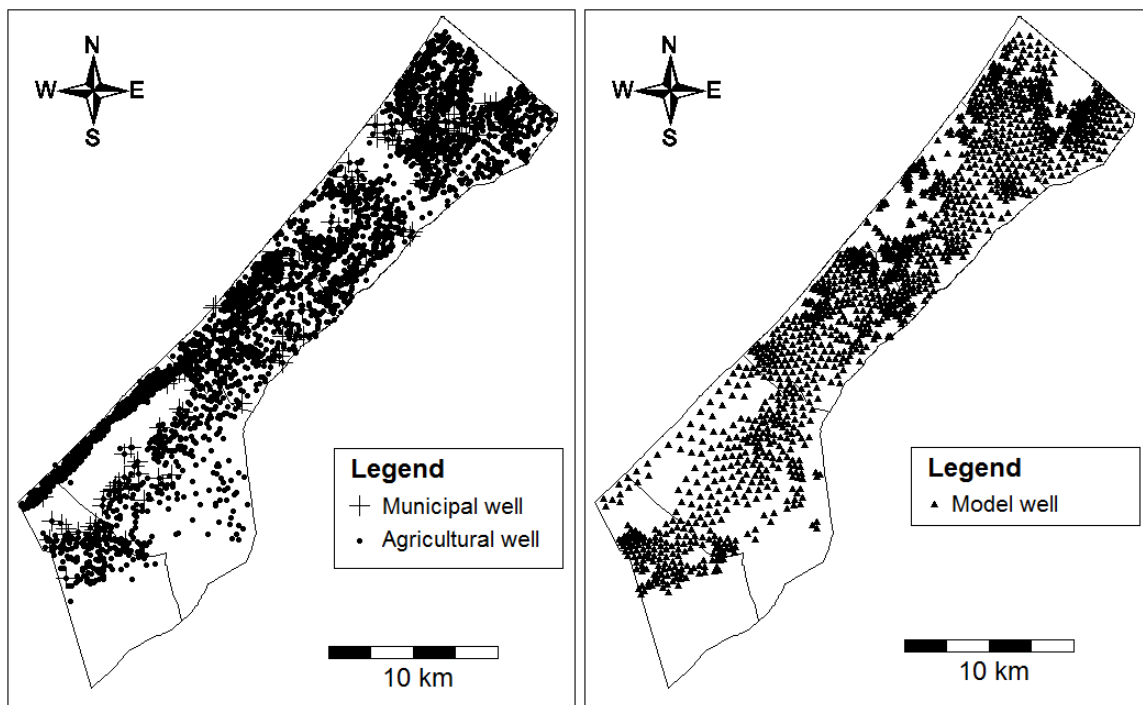 N
W E
S
Legend
Municipal well
Agricultural well
10 km
N
W E
S
Legend
Model well
10 km